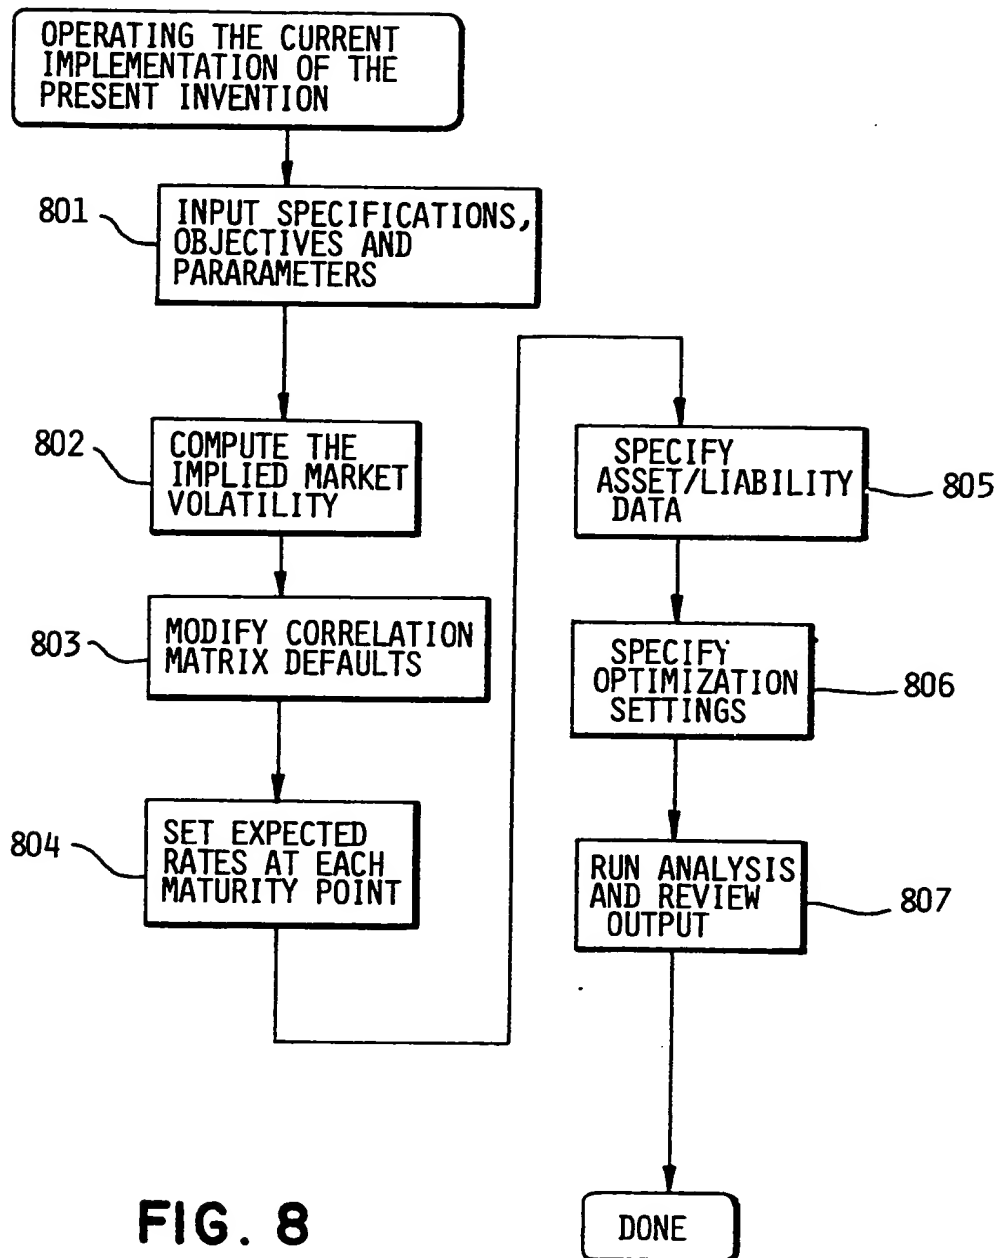 OPERATING THE CURRENT
IMPLEMENTATION OF THE
PRESENT INVENTION
801
INPUT SPECIFICATIONS,
OBJECTIVES AND
PARARAMETERS
802
COMPUTE THE
IMPLIED MARKET
VOLATILITY
803
MODIFY CORRELATION
MATRIX DEFAULTS
804
SET EXPECTED
RATES AT EACH
MATURITY POINT
SPECIFY
ASSET/LIABILITY
DATA
805
SPECIFY
OPTIMIZATION
SETTINGS
806
RUN ANALYSIS
AND REVIEW
OUTPUT
807
DONE
FIG. 8